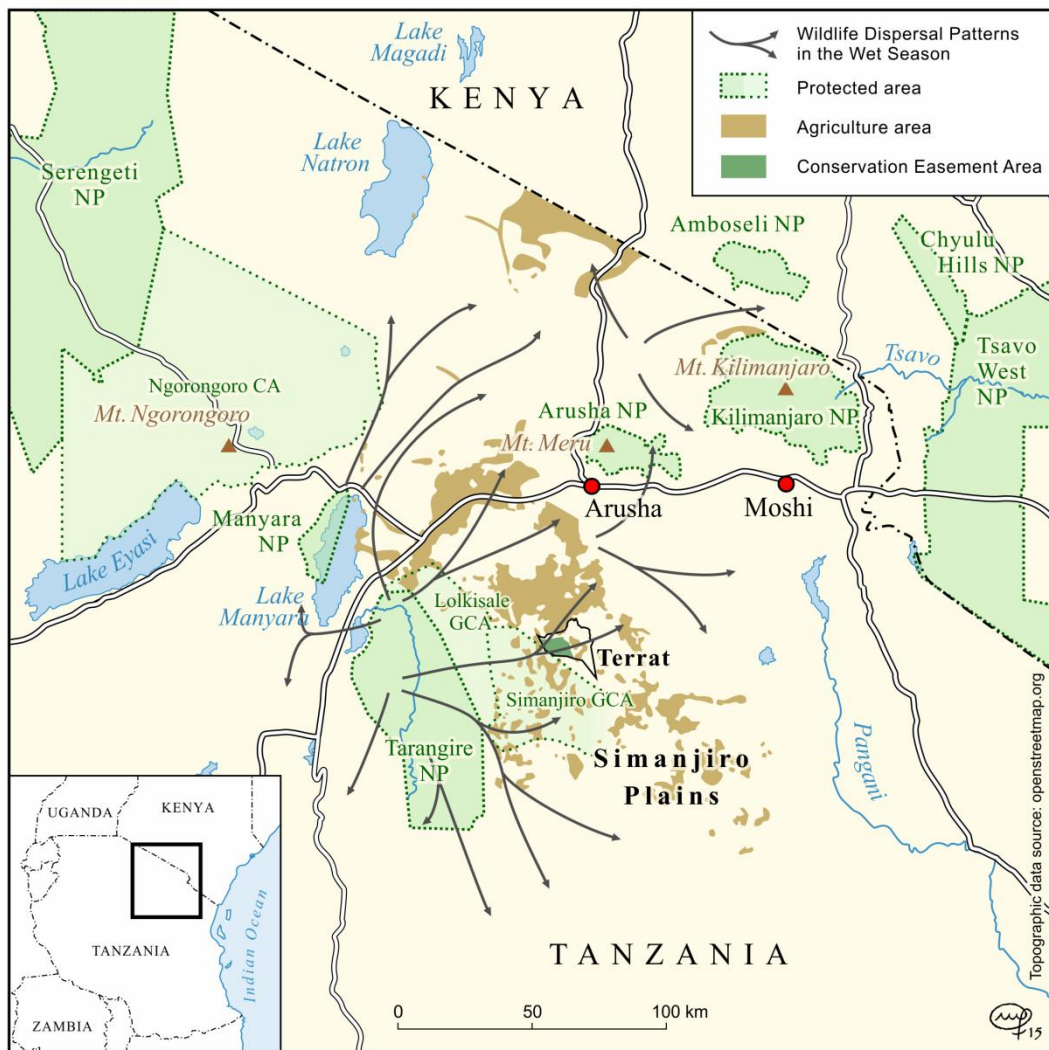 Lake
Magadi
KENYA
Wildlife Dispersal Patterns
in the Wet Season
Protected area
Agriculture area
Conservation Easement Area
Serengeti
NP
Lake
Natron
Amboseli NP
Chyulu
Hills NP
Tsavo
Tsavo
West
NP
Mt. Kilimanjaro
Kilimanjaro NP
Ngorongoro CA
Mt. Ngorongoro
Arusha NP
Mt. Meru
Arusha
Moshi
Manyara
NP
Lake Eyasi
Lake
Manyara
Lolkisale
GCA
Terrat
Simanjiro GCA
Tarangire
NP
Simanjiro
Plains
Pangani
TANZANIA
0 50 100 km
UGANDA
KENYA
TANZANIA
ZAMBIA
Indian Ocean
Topographic data source: openstreetmap.org
15